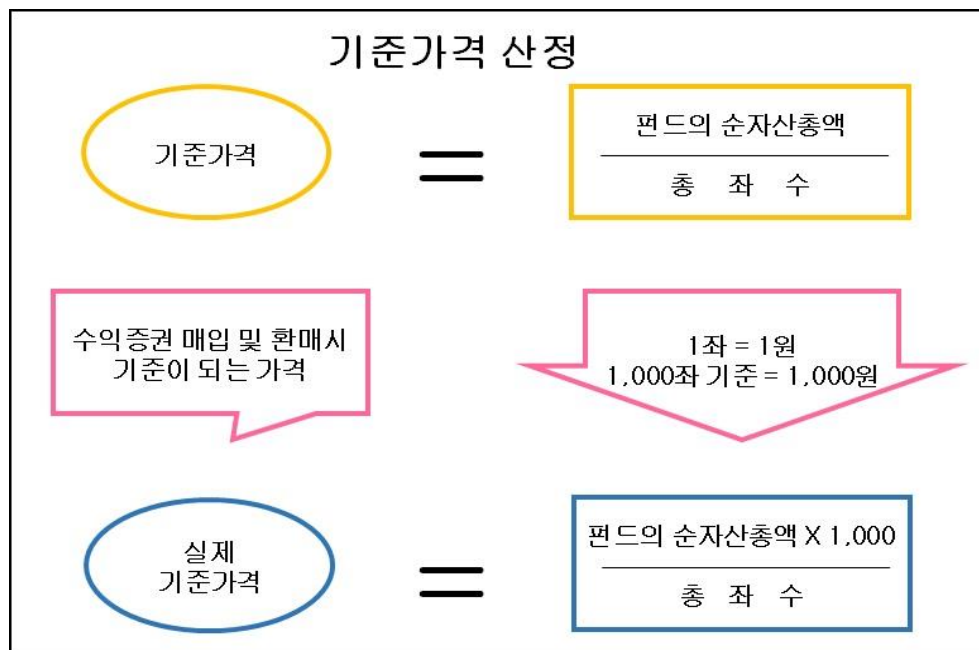 기준가격 산정
기준가격
=
펀드의 순자산총액
총 좌 수
수익증권 매입 및 환매시
기준이 되는 가격
1좌 = 1원
1,000좌 기준 = 1,000원
실제
기준가격
=
펀드의 순자산총액 X 1,000
총 좌 수